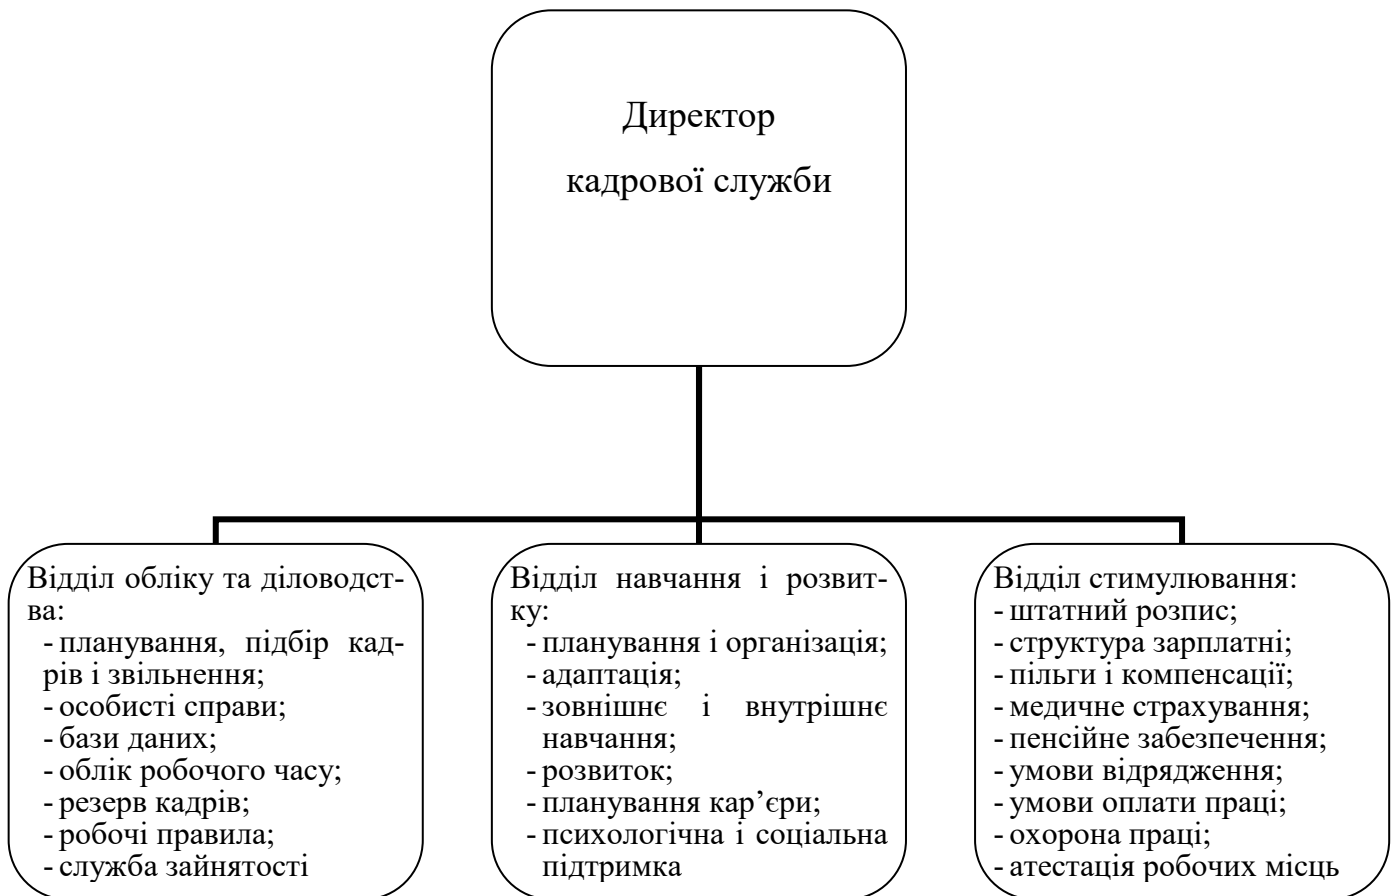 Директор
кадрової служби
Відділ обліку та діловодст-
ва:
- планування, підбір кад-
рів і звільнення;
- особисті справи;
- бази даних;
- облік робочого часу;
- резерв кадрів;
- робочі правила;
- служба зайнятості
Відділ навчання і розвит-
ку:
- планування і організація;
- адаптація;
- зовнішнє і внутрішнє
навчання;
- розвиток;
- планування кар’єри;
- психологічна і соціальна
підтримка
Відділ стимулювання:
- штатний розпис;
- структура зарплатні;
- пільги і компенсації;
- медичне страхування;
- пенсійне забезпечення;
- умови відрядження;
- умови оплати праці;
- охорона праці;
- атестація робочих місць